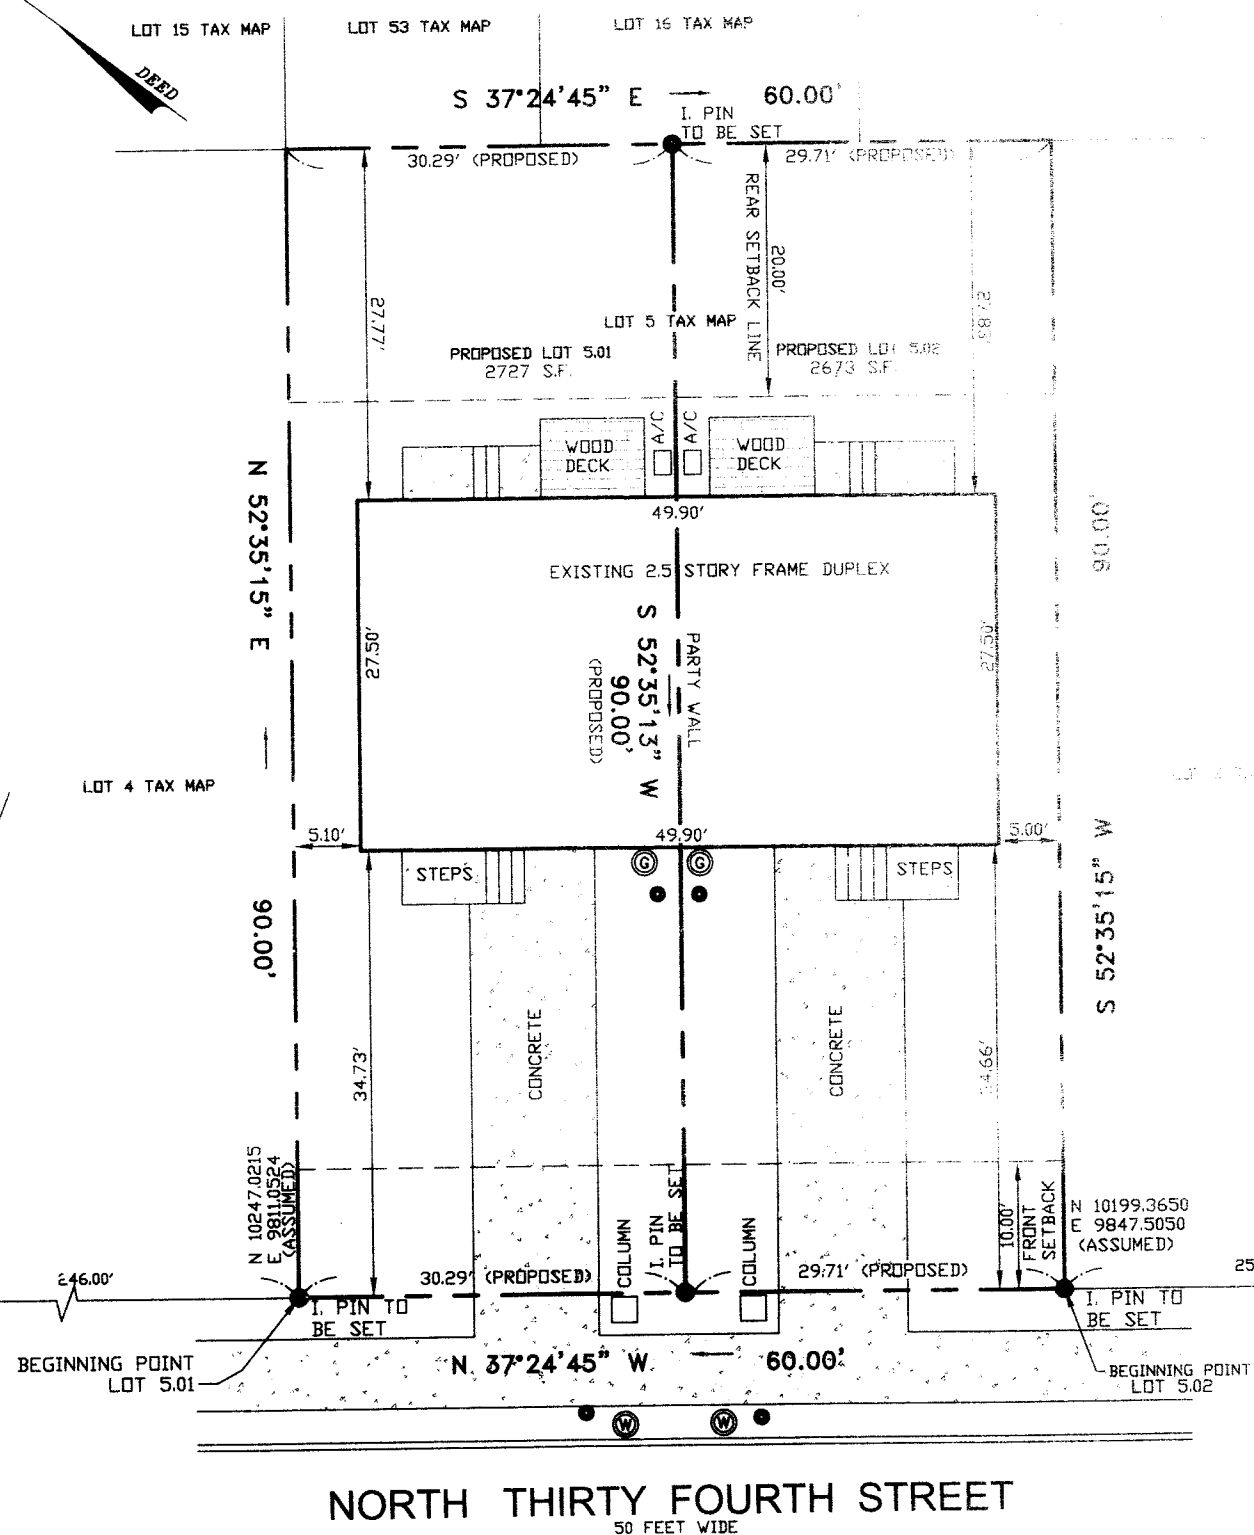 LOT 15 TAX MAP
LOT 53 TAX MAP
LOT 16 TAX MAP
DEED
S 37°24'45" E
60.00'
I. PIN
TO BE SET
30.29' (PROPOSED)
29.71' (PROPOSED)
REAR SETBACK LINE
20.00'
27.77'
27.83'
LOT 5 TAX MAP
PROPOSED LOT 5.01
2727 S.F.
PROPOSED LOT 5.02
2673 S.F.
WOOD
DECK
A/C
A/C
WOOD
DECK
49.90'
EXISTING 2.5 STORY FRAME DUPLEX
N 52°35'15" E
90.00'
27.50'
27.50'
S 52°35'13" W
90.00'
(PROPOSED)
PARTY WALL
LOT 4 TAX MAP
5.10'
49.90'
5.00'
STEPS
G
G
STEPS
90.00'
S 52°35'15" W
CONCRETE
CONCRETE
34.73'
34.66'
N 10247.0215
E 9811.0524
(ASSUMED)
I. PIN
TO BE SET
COLUMN
COLUMN
10.00'
FRONT
SETBACK
N 10199.3650
E 9847.5050
(ASSUMED)
246.00'
30.29' (PROPOSED)
29.71' (PROPOSED)
25
I. PIN TO
BE SET
I. PIN TO
BE SET
BEGINNING POINT
LOT 5.01
N 37°24'45" W
60.00'
BEGINNING POINT
LOT 5.02
W
W
NORTH THIRTY FOURTH STREET
50 FEET WIDE